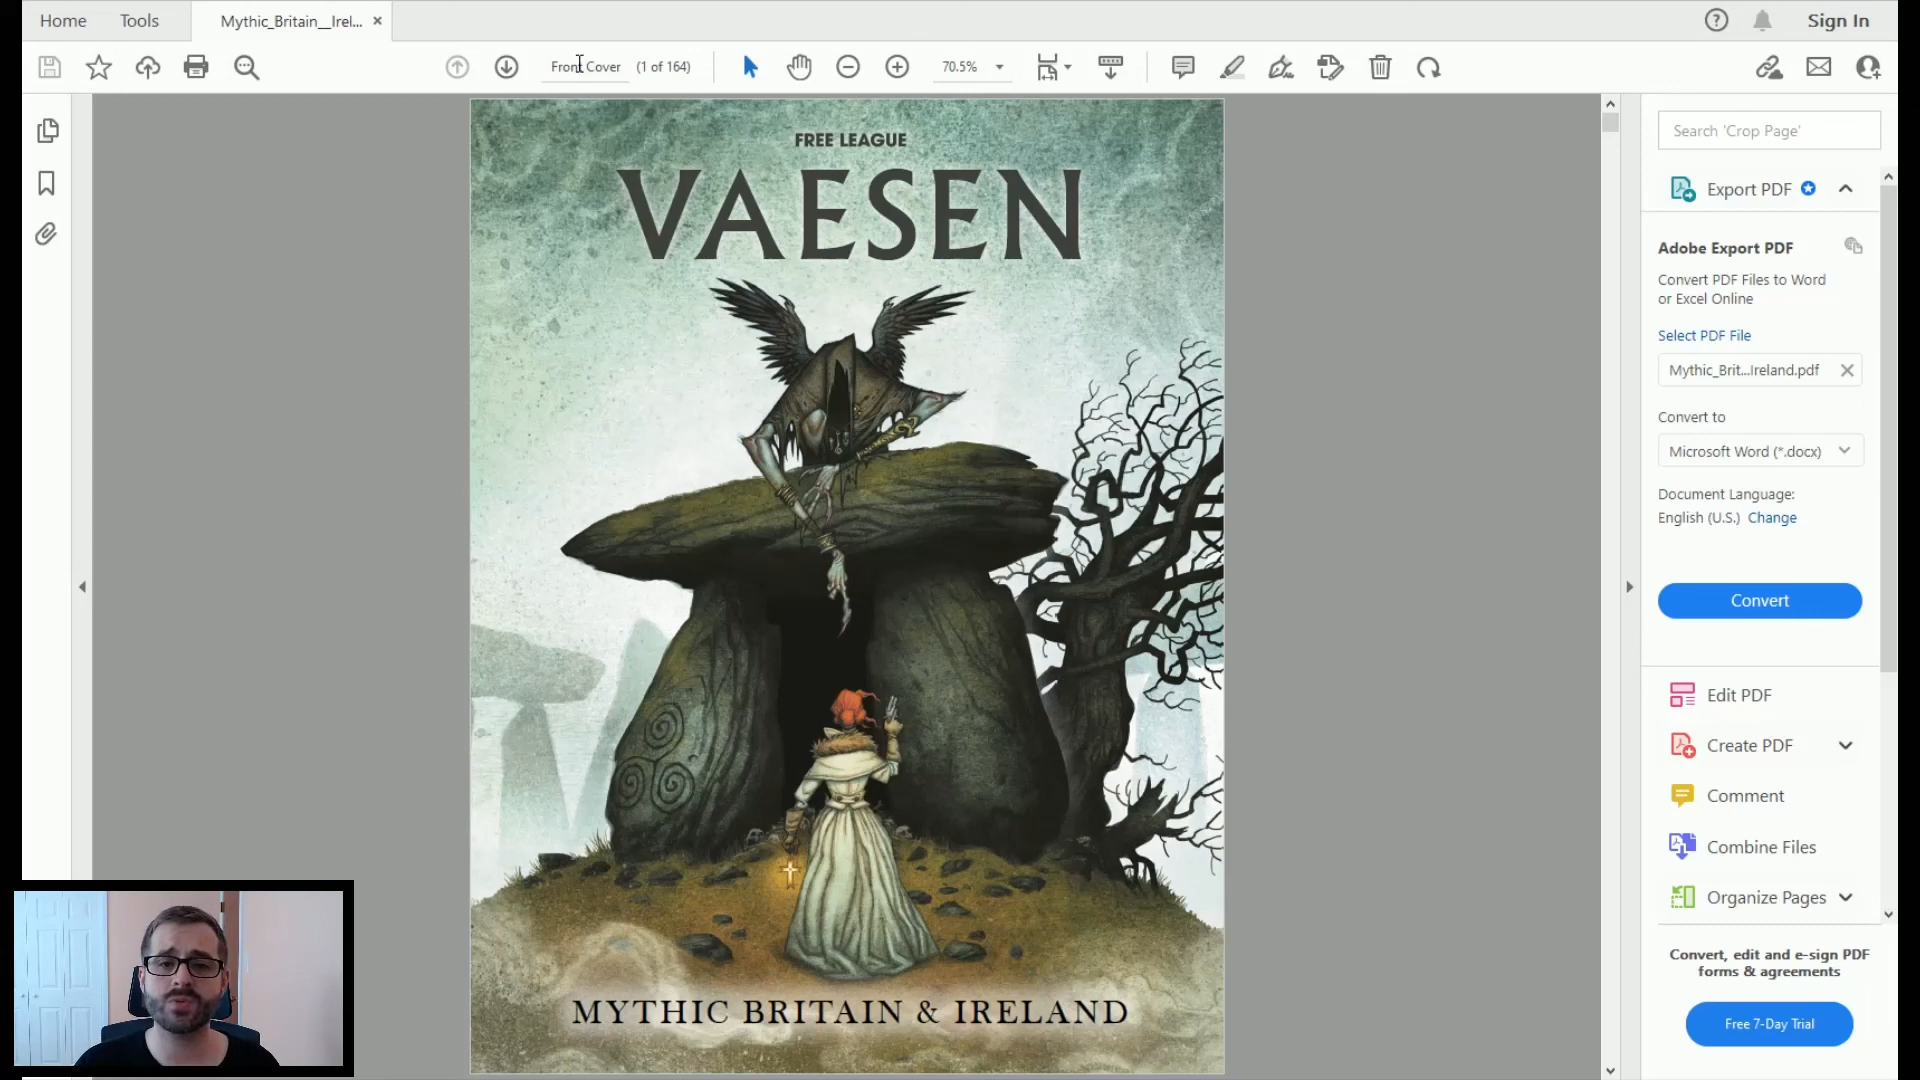 Home
Tools
Mythic_Britain__Irel...
Sign In
Front Cover
(1 of 164)
70.5%
FREE LEAGUE
VAESEN
MYTHIC BRITAIN & IRELAND
Search 'Crop Page'
Export PDF
Adobe Export PDF
Convert PDF Files to Word
or Excel Online
Select PDF File
Mythic_Brit...Ireland.pdf
Convert to
Microsoft Word (*.docx)
Document Language:
English (U.S.) Change
Convert
Edit PDF
Create PDF
Comment
Combine Files
Organize Pages
Convert, edit and e-sign PDF
forms & agreements
Free 7-Day Trial